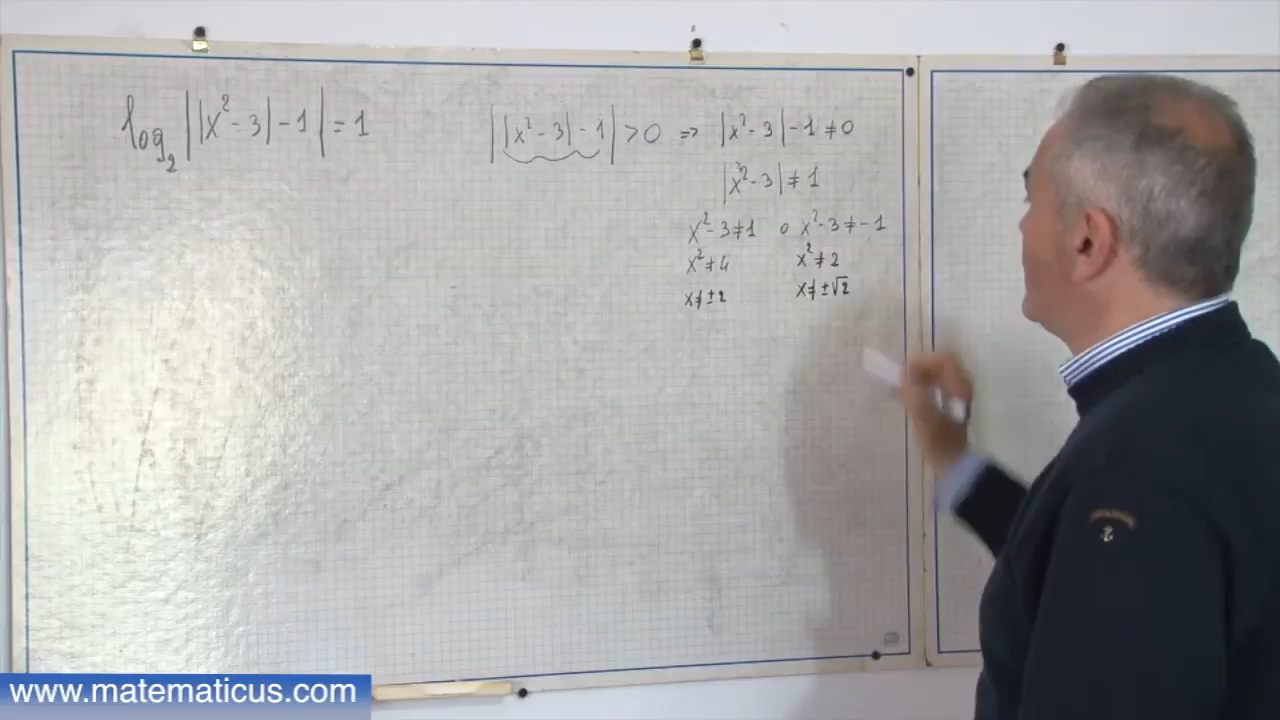 log₂ ||x² - 3| - 1| = 1
||x² - 3| - 1| > 0 ⇒ |x² - 3| - 1 ≠ 0
|x² - 3| ≠ 1
x² - 3 ≠ 1 o x² - 3 ≠ - 1
x² ≠ 4 x² ≠ 2
x ≠ ± 2 x ≠ ± √2
www.matematicus.com